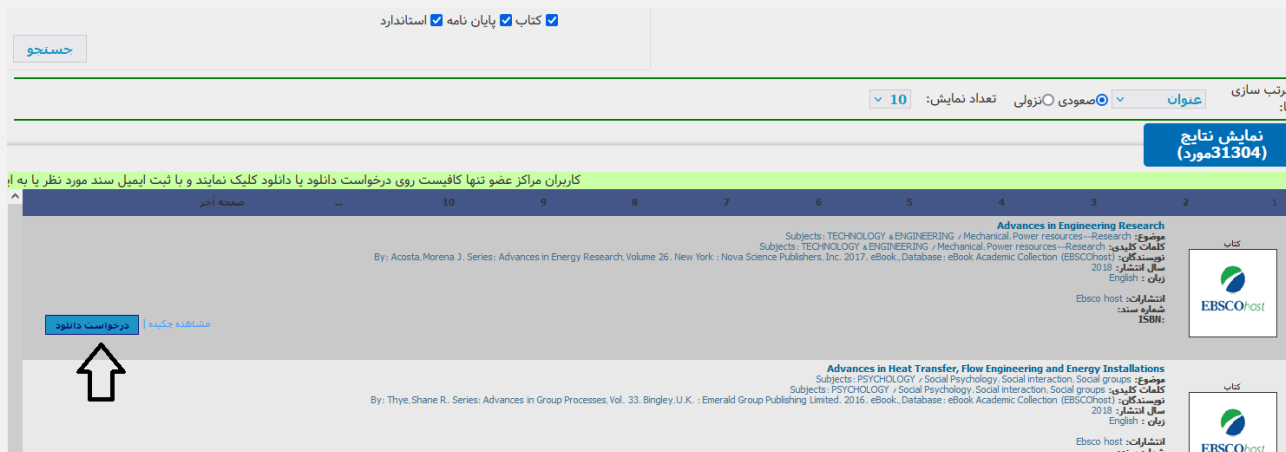 کتاب پایان نامه استاندارد
جستجو
رتب سازی
عنوان صعودی نزولی تعداد نمایش: 10
نمایش نتایج
(31304مورد)
کاربران مراکز عضو تنها کافیست روی درخواست دانلود یا دانلود کلیک نمایند و با ثبت ایمیل سند مورد نظر یا به
1 2 3 4 5 6 7 8 9 10 ... صفحه آخر
کتاب
EBSCOhost
Advances in Engineering Research
موضوع: Subjects: TECHNOLOGY & ENGINEERING / Mechanical, Power resources--Research
کلمات کلیدی: Subjects: TECHNOLOGY & ENGINEERING / Mechanical, Power resources--Research
نویسندگان: By: Acosta, Morena J. Series: Advances in Energy Research, Volume 26. New York : Nova Science Publishers, Inc. 2017. eBook., Database: eBook Academic Collection (EBSCOhost)
سال انتشار: 2018
زبان : English
انتشارات: Ebsco host
شماره سند:
ISBN:
مشاهده چکیده | درخواست دانلود
کتاب
EBSCOhost
Advances in Heat Transfer, Flow Engineering and Energy Installations
موضوع: Subjects: PSYCHOLOGY / Social Psychology, Social interaction, Social groups
کلمات کلیدی: Subjects: PSYCHOLOGY / Social Psychology, Social interaction, Social groups
نویسندگان: By: Thye, Shane R. Series: Advances in Group Processes, Vol. 33. Bingley, U.K. : Emerald Group Publishing Limited. 2016. eBook., Database: eBook Academic Collection (EBSCOhost)
سال انتشار: 2018
زبان : English
انتشارات: Ebsco host